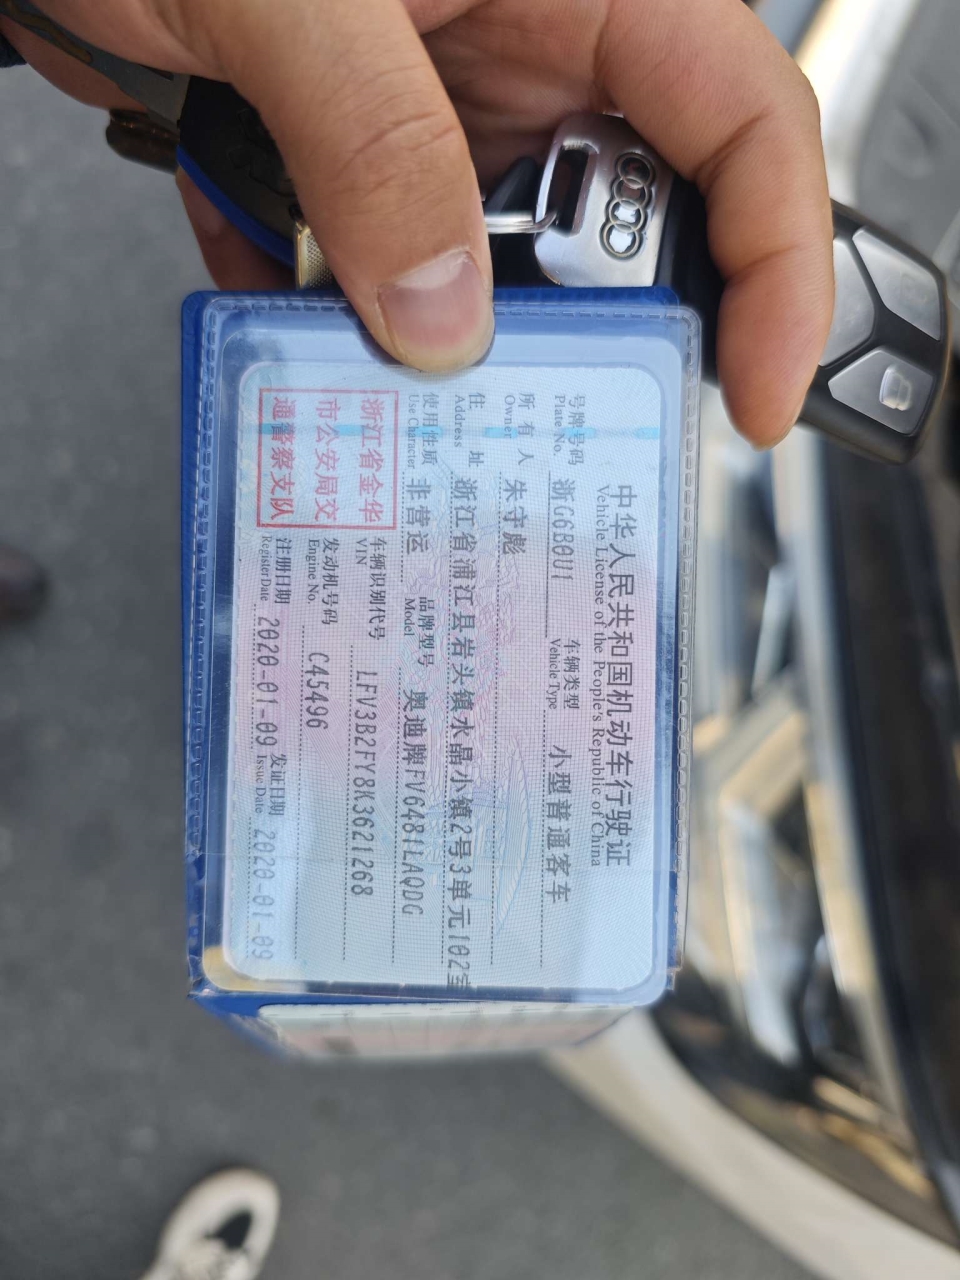 中华人民共和国机动车行驶证
Vehicle License of the People's Republic of China
号牌号码 浙G6B0U1 车辆类型 小型普通客车
Plate No. Vehicle Type
所有人 朱守彪
Owner
住址 浙江省浦江县岩头镇水晶小镇2号3单元102室
Address
使用性质 非营运 品牌型号 奥迪牌FV6481LAQDG
Use Character Model
浙江省金华
市公安局交
通警察支队
车辆识别代号 LFV3B2FY8K3621268
VIN
发动机号码 C45496
Engine No.
注册日期 2020-01-09 发证日期 2020-01-09
Register Date Issue Date